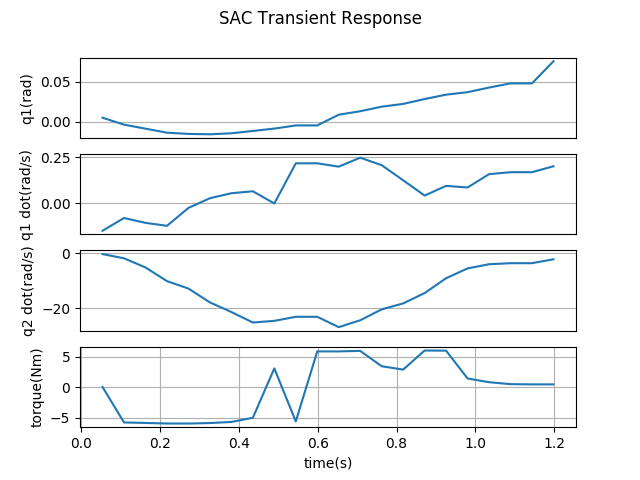 SAC Transient Response
q1(rad)
0.05
0.00
q1 dot(rad/s)
0.25
0.00
q2 dot(rad/s)
0
−20
torque(Nm)
5
0
−5
0.0 0.2 0.4 0.6 0.8 1.0 1.2
time(s)